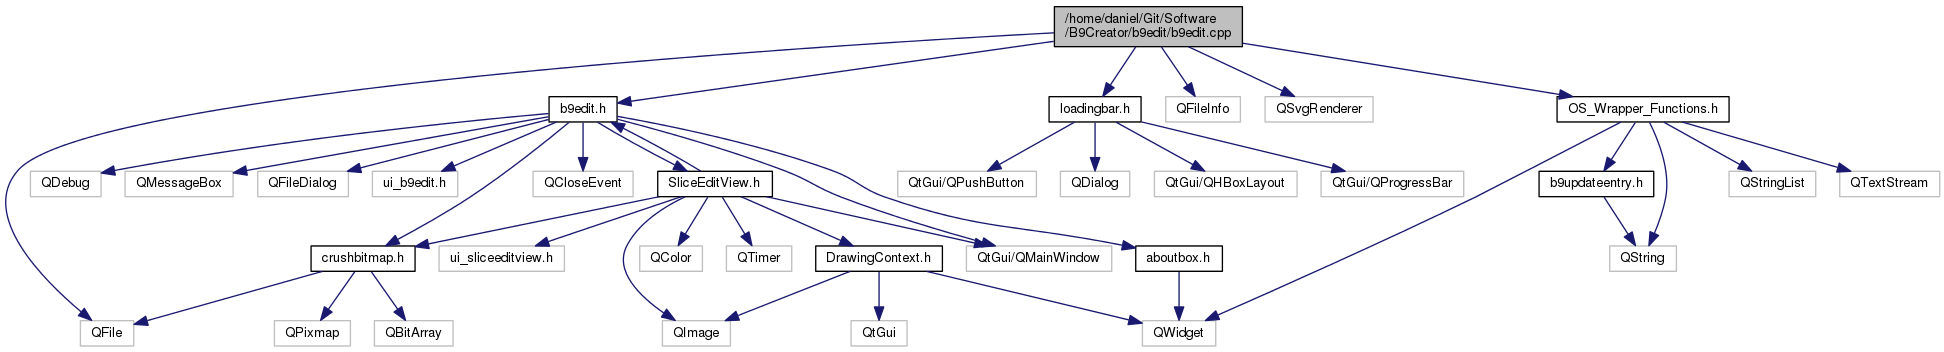 /home/daniel/Git/Software
/B9Creator/b9edit/b9edit.cpp
b9edit.h
loadingbar.h
QFileInfo
QSvgRenderer
OS_Wrapper_Functions.h
QDebug
QMessageBox
QFileDialog
ui_b9edit.h
QCloseEvent
SliceEditView.h
QtGui/QPushButton
QDialog
QtGui/QHBoxLayout
QtGui/QProgressBar
b9updateentry.h
QStringList
QTextStream
crushbitmap.h
ui_sliceeditview.h
QColor
QTimer
DrawingContext.h
QtGui/QMainWindow
aboutbox.h
QString
QFile
QPixmap
QBitArray
QImage
QtGui
QWidget